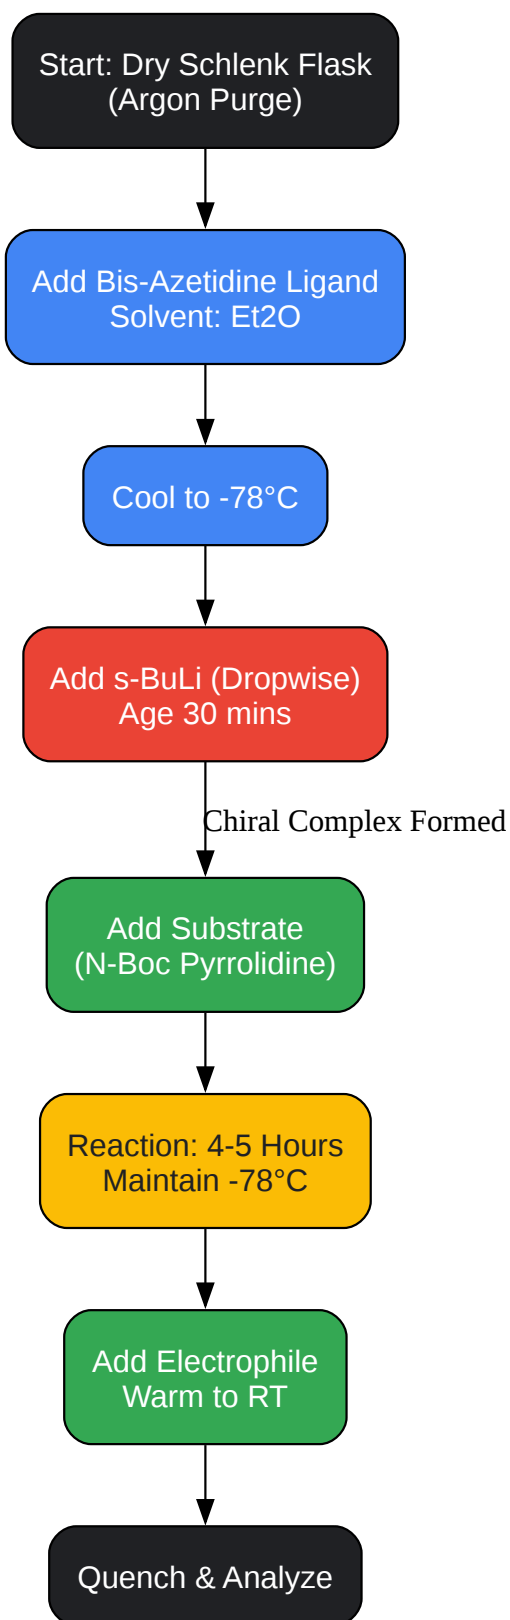 Start: Dry Schlenk Flask
(Argon Purge)
Add Bis-Azetidine Ligand
Solvent: Et2O
Cool to -78°C
Add s-BuLi (Dropwise)
Age 30 mins
Chiral Complex Formed
Add Substrate
(N-Boc Pyrrolidine)
Reaction: 4-5 Hours
Maintain -78°C
Add Electrophile
Warm to RT
Quench & Analyze